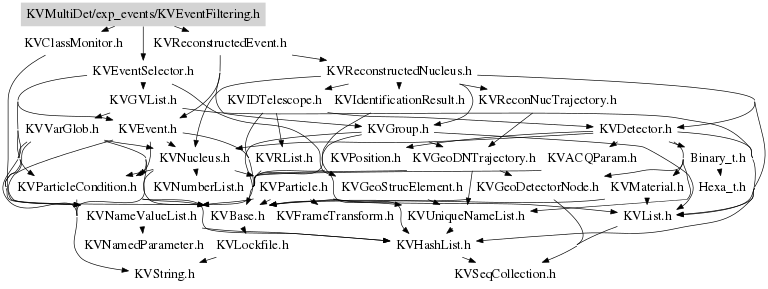 KVMultiDet/exp_events/KVEventFiltering.h
KVClassMonitor.h KVReconstructedEvent.h
KVEventSelector.h KVReconstructedNucleus.h
KVGVList.h KVIDTelescope.h KVIdentificationResult.h KVReconNucTrajectory.h
KVVarGlob.h KVEvent.h KVGroup.h KVDetector.h
KVNucleus.h KVRList.h KVPosition.h KVGeoDNTrajectory.h KVACQParam.h Binary_t.h
KVParticleCondition.h KVNumberList.h KVParticle.h KVGeoStrucElement.h KVGeoDetectorNode.h KVMaterial.h Hexa_t.h
KVNameValueList.h KVBase.h KVFrameTransform.h KVUniqueNameList.h KVList.h
KVNamedParameter.h KVLockfile.h KVHashList.h
KVString.h KVSeqCollection.h